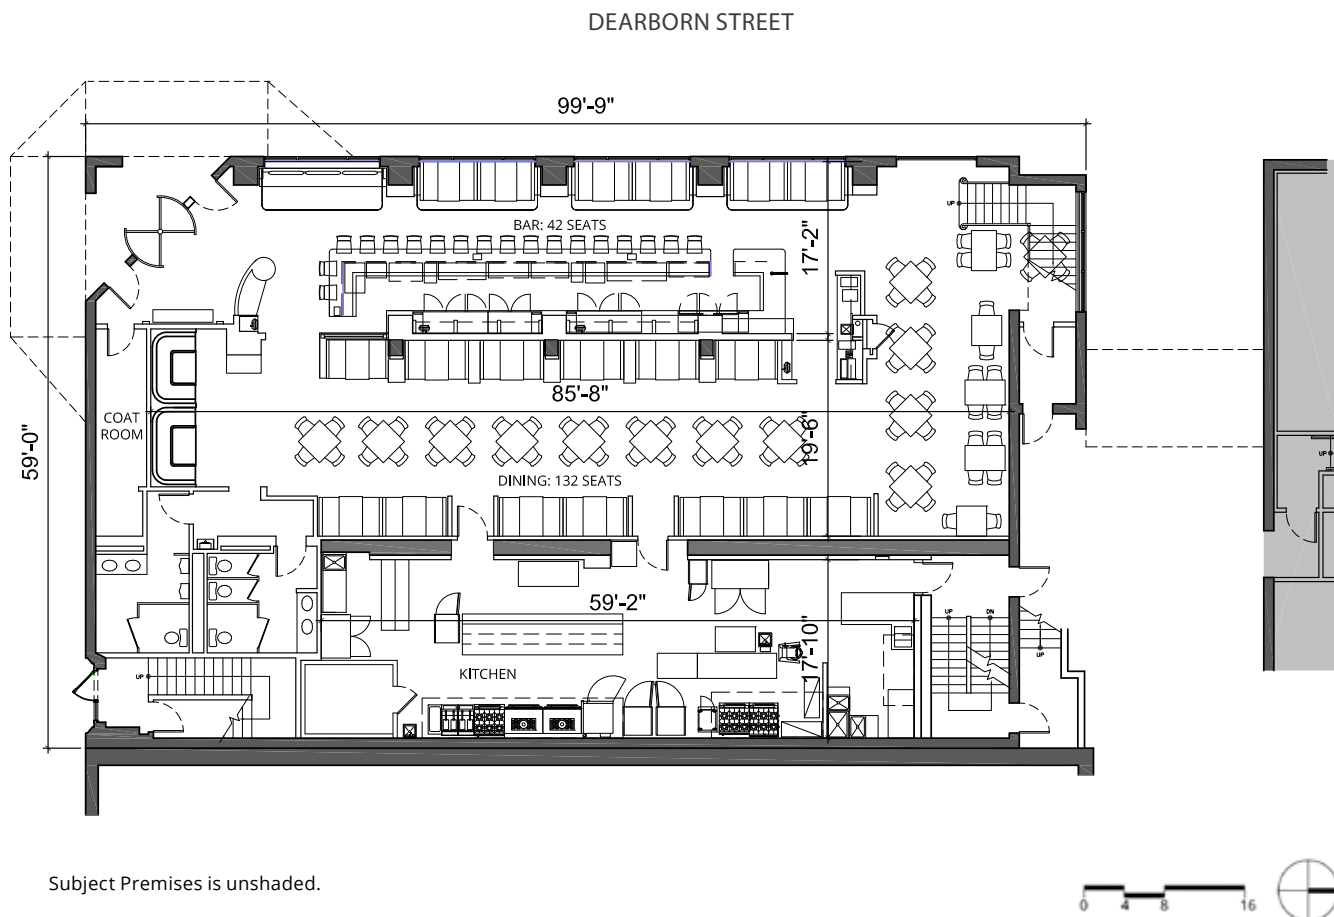 DEARBORN STREET
99'-9"
BAR: 42 SEATS
UP
17'-2"
85'-8"
COAT
ROOM
59'-0"
19'-6"
DINING: 132 SEATS
UP
59'-2"
UP
DN
17'-10"
UP
KITCHEN
UP
Subject Premises is unshaded.
0 4 8 16